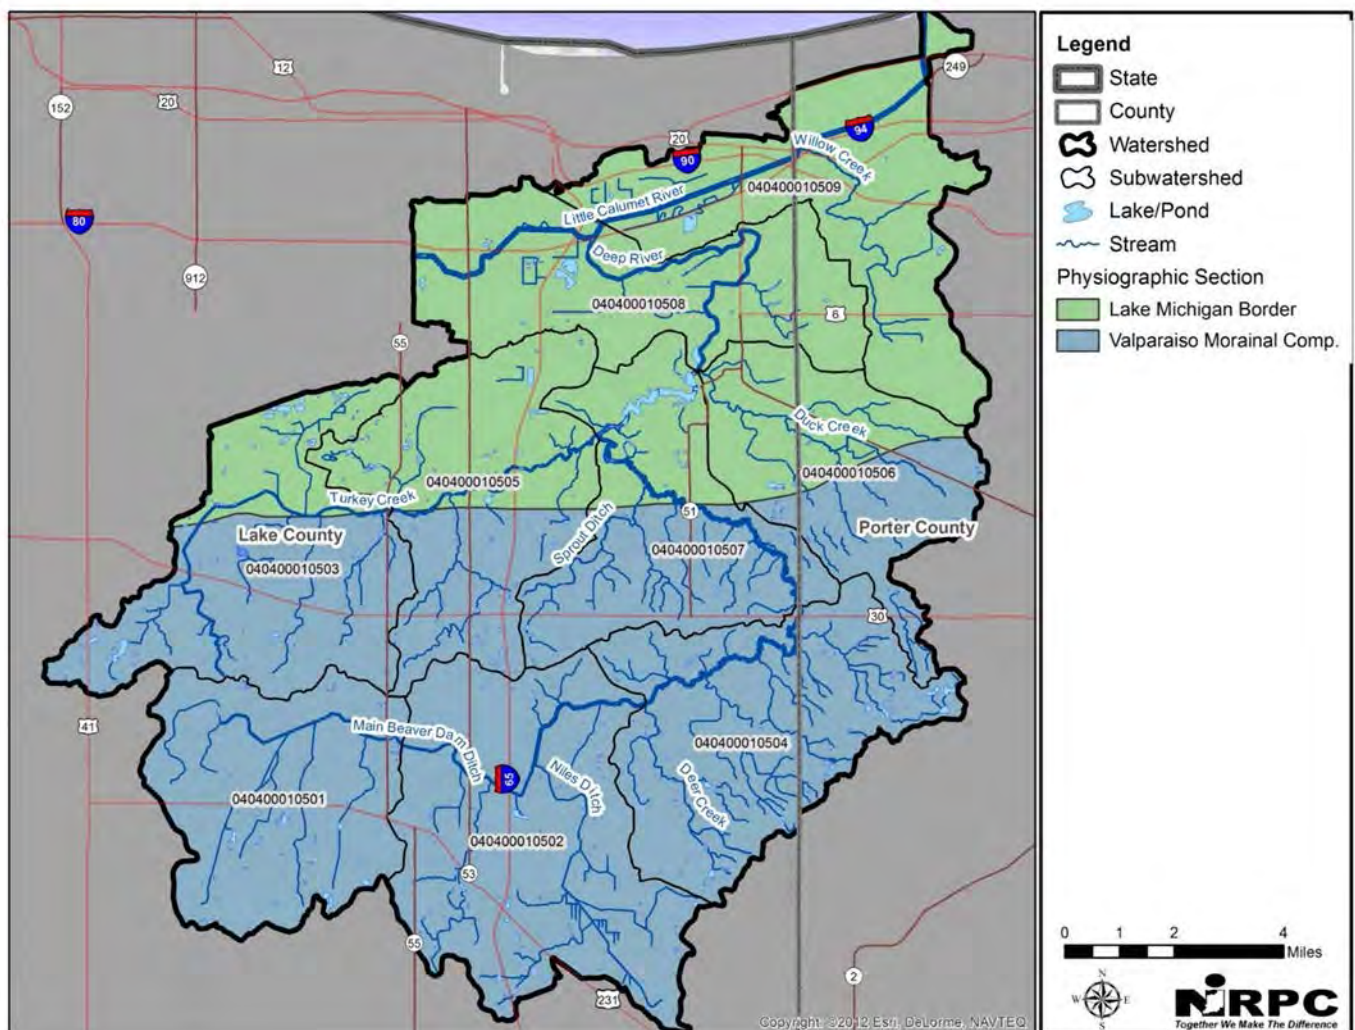 12
249
152
20
20
94
Willow Creek
90
040400010509
Little Calumet River
80
Deep River
912
040400010508
6
55
Duck Creek
040400010506
040400010505
Turkey Creek
51
Lake County
Sprout Ditch
Porter County
040400010507
040400010503
30
41
Main Beaver Dam Ditch
040400010504
65
Niles Ditch
Deer Creek
040400010501
040400010502
53
55
2
231
Copyright: ©2012 Esri, DeLorme, NAVTEQ
Legend
State
County
Watershed
Subwatershed
Lake/Pond
Stream
Physiographic Section
Lake Michigan Border
Valparaiso Morainal Comp.
0 1 2 4
Miles
N
W E
S
NIRPC
Together We Make The Difference